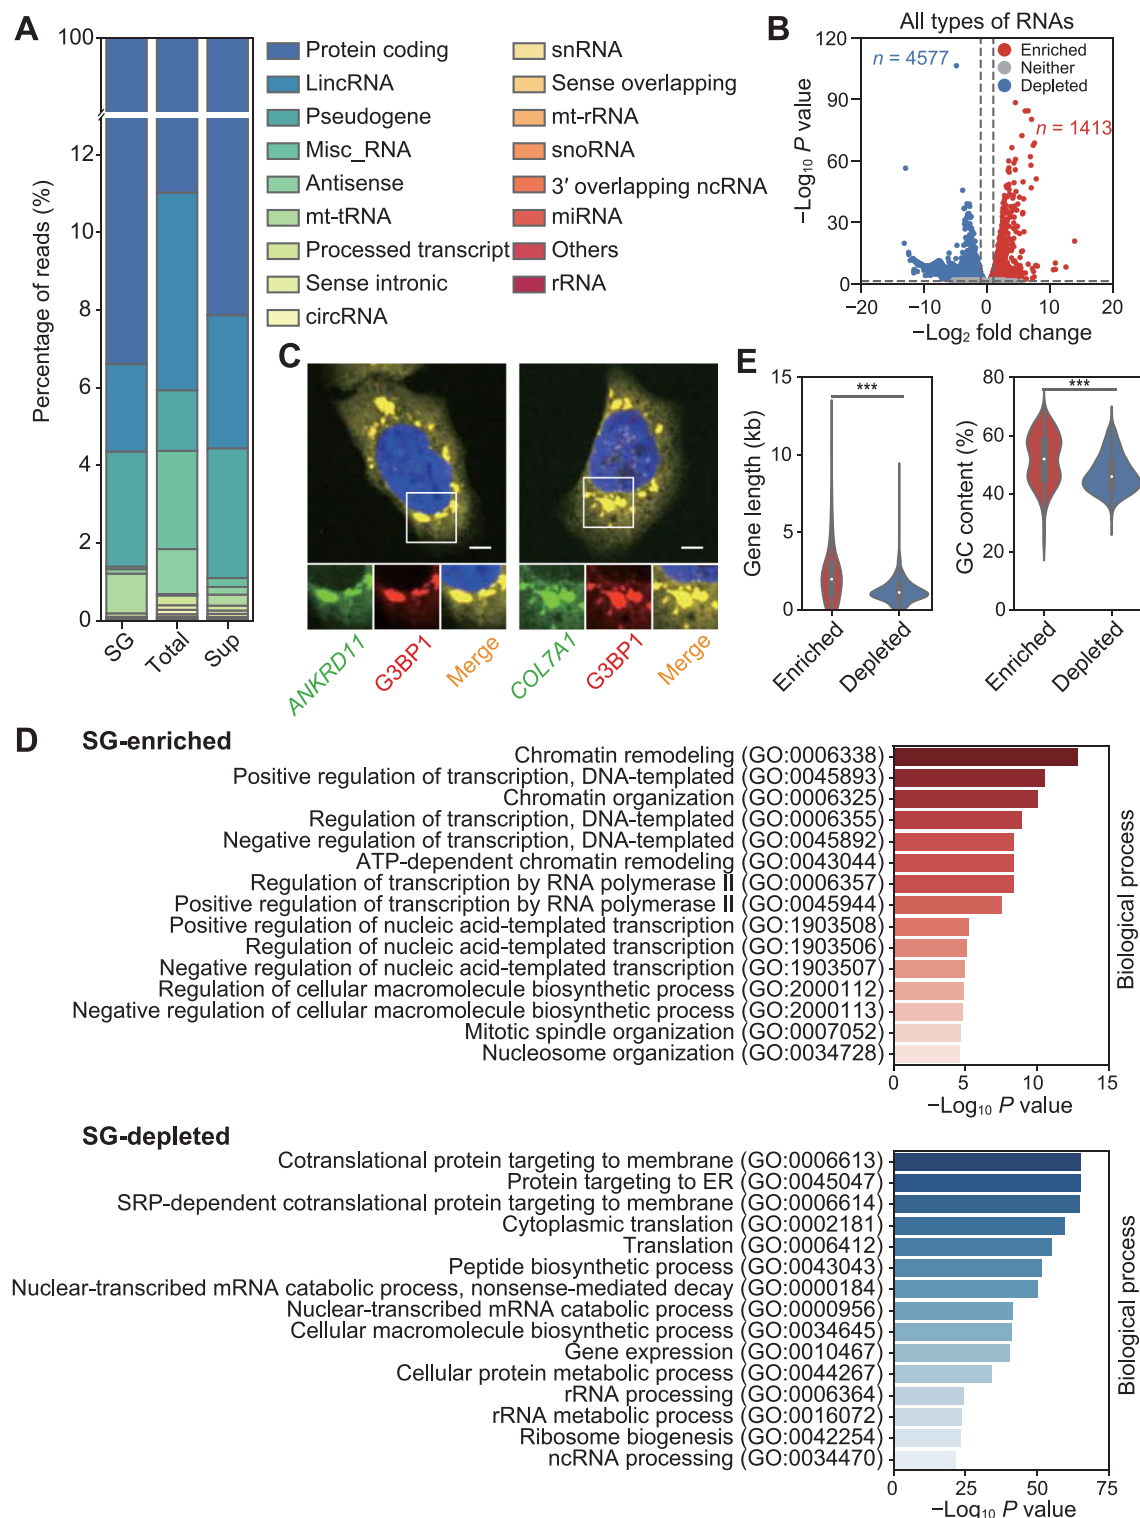 A
100
12
10
8
6
4
2
0
Percentage of reads (%)
SG
Total
Sup
Protein coding
LincRNA
Pseudogene
Misc_RNA
Antisense
mt-tRNA
Processed transcript
Sense intronic
circRNA
snRNA
Sense overlapping
mt-rRNA
snoRNA
3′ overlapping ncRNA
miRNA
Others
rRNA
B
All types of RNAs
120
90
60
30
0
−Log10 P value
n = 4577
Enriched
Neither
Depleted
n = 1413
−20
−10
0
10
20
−Log2 fold change
C
ANKRD11
G3BP1
Merge
COL7A1
G3BP1
Merge
E
15
10
5
0
Gene length (kb)
***
Enriched
Depleted
80
60
40
20
0
GC content (%)
***
Enriched
Depleted
D
SG-enriched
Chromatin remodeling (GO:0006338)
Positive regulation of transcription, DNA-templated (GO:0045893)
Chromatin organization (GO:0006325)
Regulation of transcription, DNA-templated (GO:0006355)
Negative regulation of transcription, DNA-templated (GO:0045892)
ATP-dependent chromatin remodeling (GO:0043044)
Regulation of transcription by RNA polymerase II (GO:0006357)
Positive regulation of transcription by RNA polymerase II (GO:0045944)
Positive regulation of nucleic acid-templated transcription (GO:1903508)
Regulation of nucleic acid-templated transcription (GO:1903506)
Negative regulation of nucleic acid-templated transcription (GO:1903507)
Regulation of cellular macromolecule biosynthetic process (GO:2000112)
Negative regulation of cellular macromolecule biosynthetic process (GO:2000113)
Mitotic spindle organization (GO:0007052)
Nucleosome organization (GO:0034728)
0
5
10
15
−Log10 P value
Biological process
SG-depleted
Cotranslational protein targeting to membrane (GO:0006613)
Protein targeting to ER (GO:0045047)
SRP-dependent cotranslational protein targeting to membrane (GO:0006614)
Cytoplasmic translation (GO:0002181)
Translation (GO:0006412)
Peptide biosynthetic process (GO:0043043)
Nuclear-transcribed mRNA catabolic process, nonsense-mediated decay (GO:0000184)
Nuclear-transcribed mRNA catabolic process (GO:0000956)
Cellular macromolecule biosynthetic process (GO:0034645)
Gene expression (GO:0010467)
Cellular protein metabolic process (GO:0044267)
rRNA processing (GO:0006364)
rRNA metabolic process (GO:0016072)
Ribosome biogenesis (GO:0042254)
ncRNA processing (GO:0034470)
0
25
50
75
−Log10 P value
Biological process